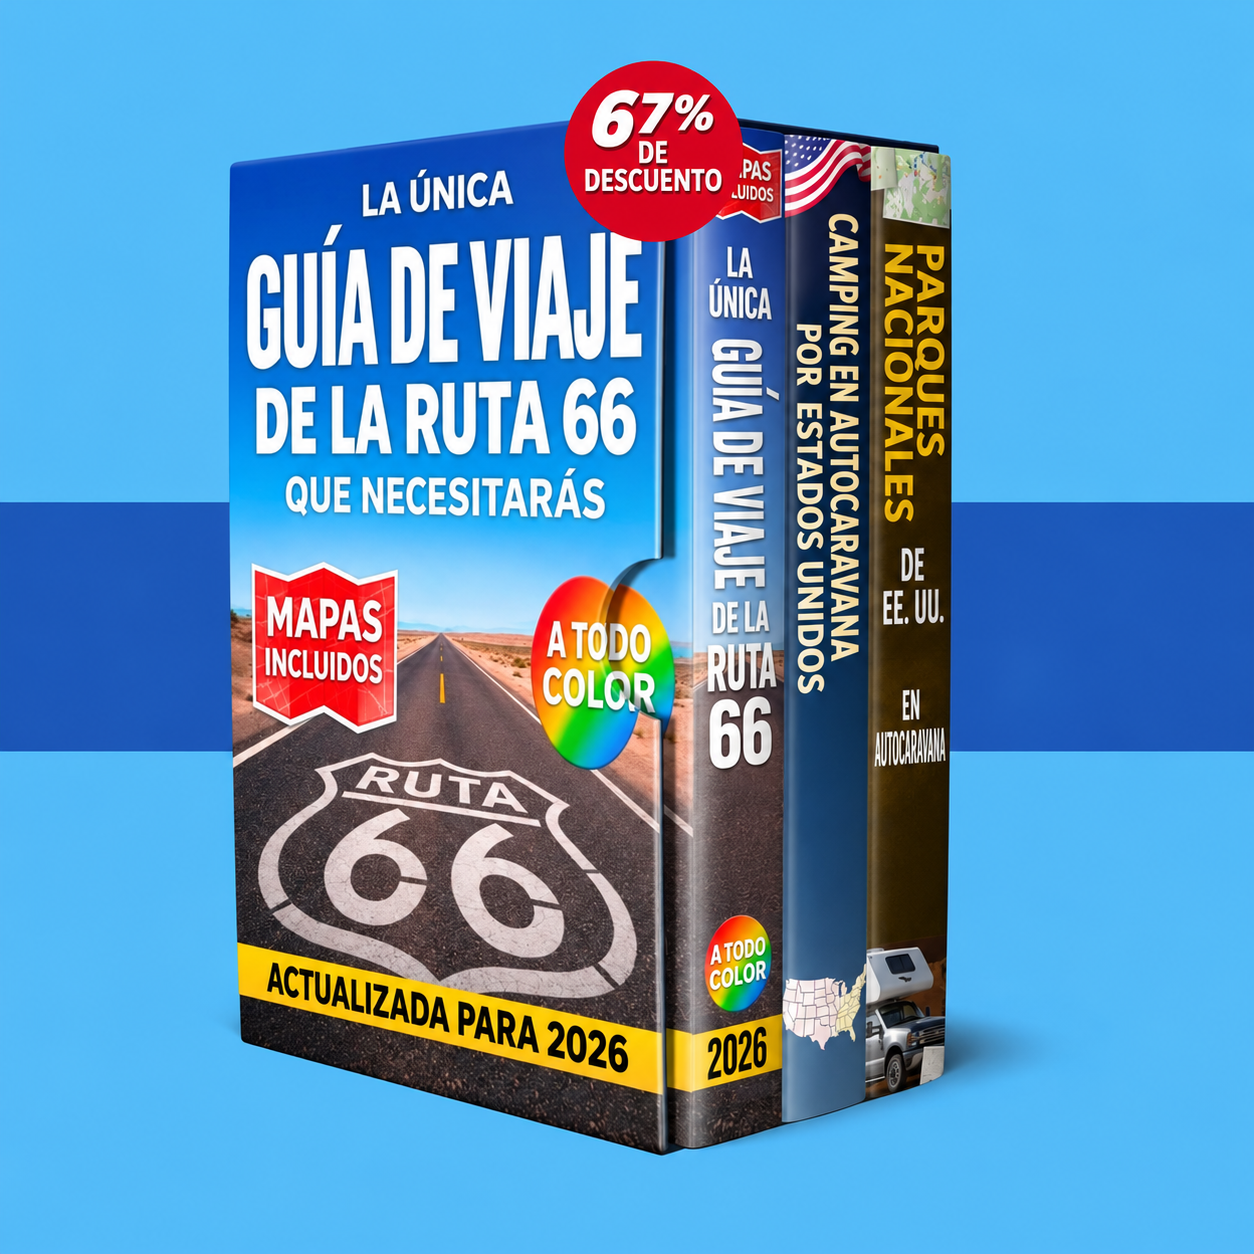 67%
DE
DESCUENTO
LA ÚNICA
GUÍA DE VIAJE
DE LA RUTA 66
QUE NECESITARÁS
MAPAS
INCLUIDOS
A TODO
COLOR
RUTA
66
ACTUALIZADA PARA 2026
LA
ÚNICA
GUÍA DE VIAJE
DE LA
RUTA
66
A TODO
COLOR
2026
CAMPING EN AUTOCARAVANA
POR ESTADOS UNIDOS
PARQUES
NACIONALES
DE
EE. UU.
EN
AUTOCARAVANA